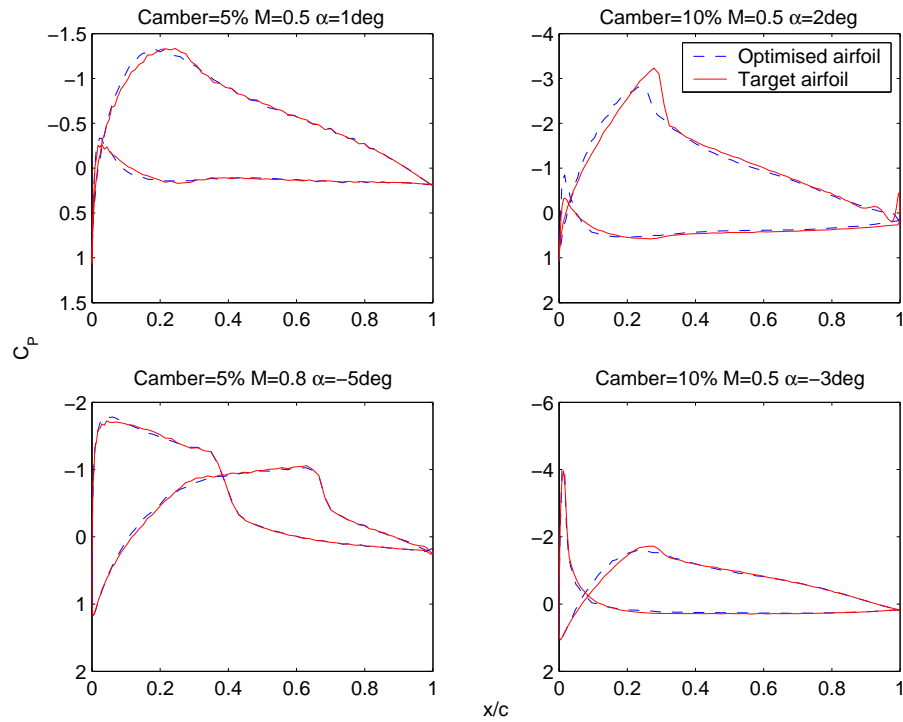 Camber=5% M=0.5 α=1deg
−1.5
−1
−0.5
0
0.5
1
1.5
0 0.2 0.4 0.6 0.8 1
Camber=10% M=0.5 α=2deg
Optimised airfoil
Target airfoil
−4
−3
−2
−1
0
1
2
0 0.2 0.4 0.6 0.8 1
C_P
Camber=5% M=0.8 α=−5deg
−2
−1
0
1
2
0 0.2 0.4 0.6 0.8 1
Camber=10% M=0.5 α=−3deg
−6
−4
−2
0
2
0 0.2 0.4 0.6 0.8 1
x/c